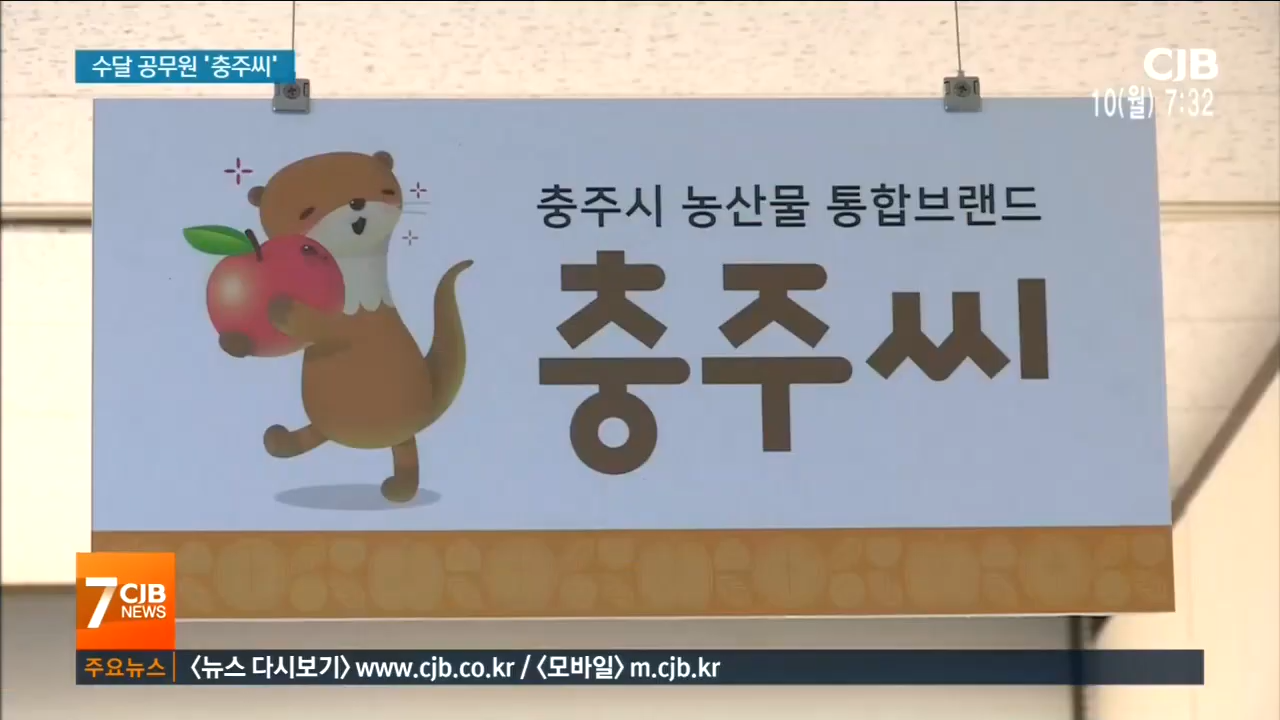 수달 공무원 '충주씨'
CJB
10(월) 7:32
충주시 농산물 통합브랜드
충주씨
7 CJB
NEWS
주요뉴스 〈뉴스 다시보기〉 www.cjb.co.kr / 〈모바일〉 m.cjb.kr